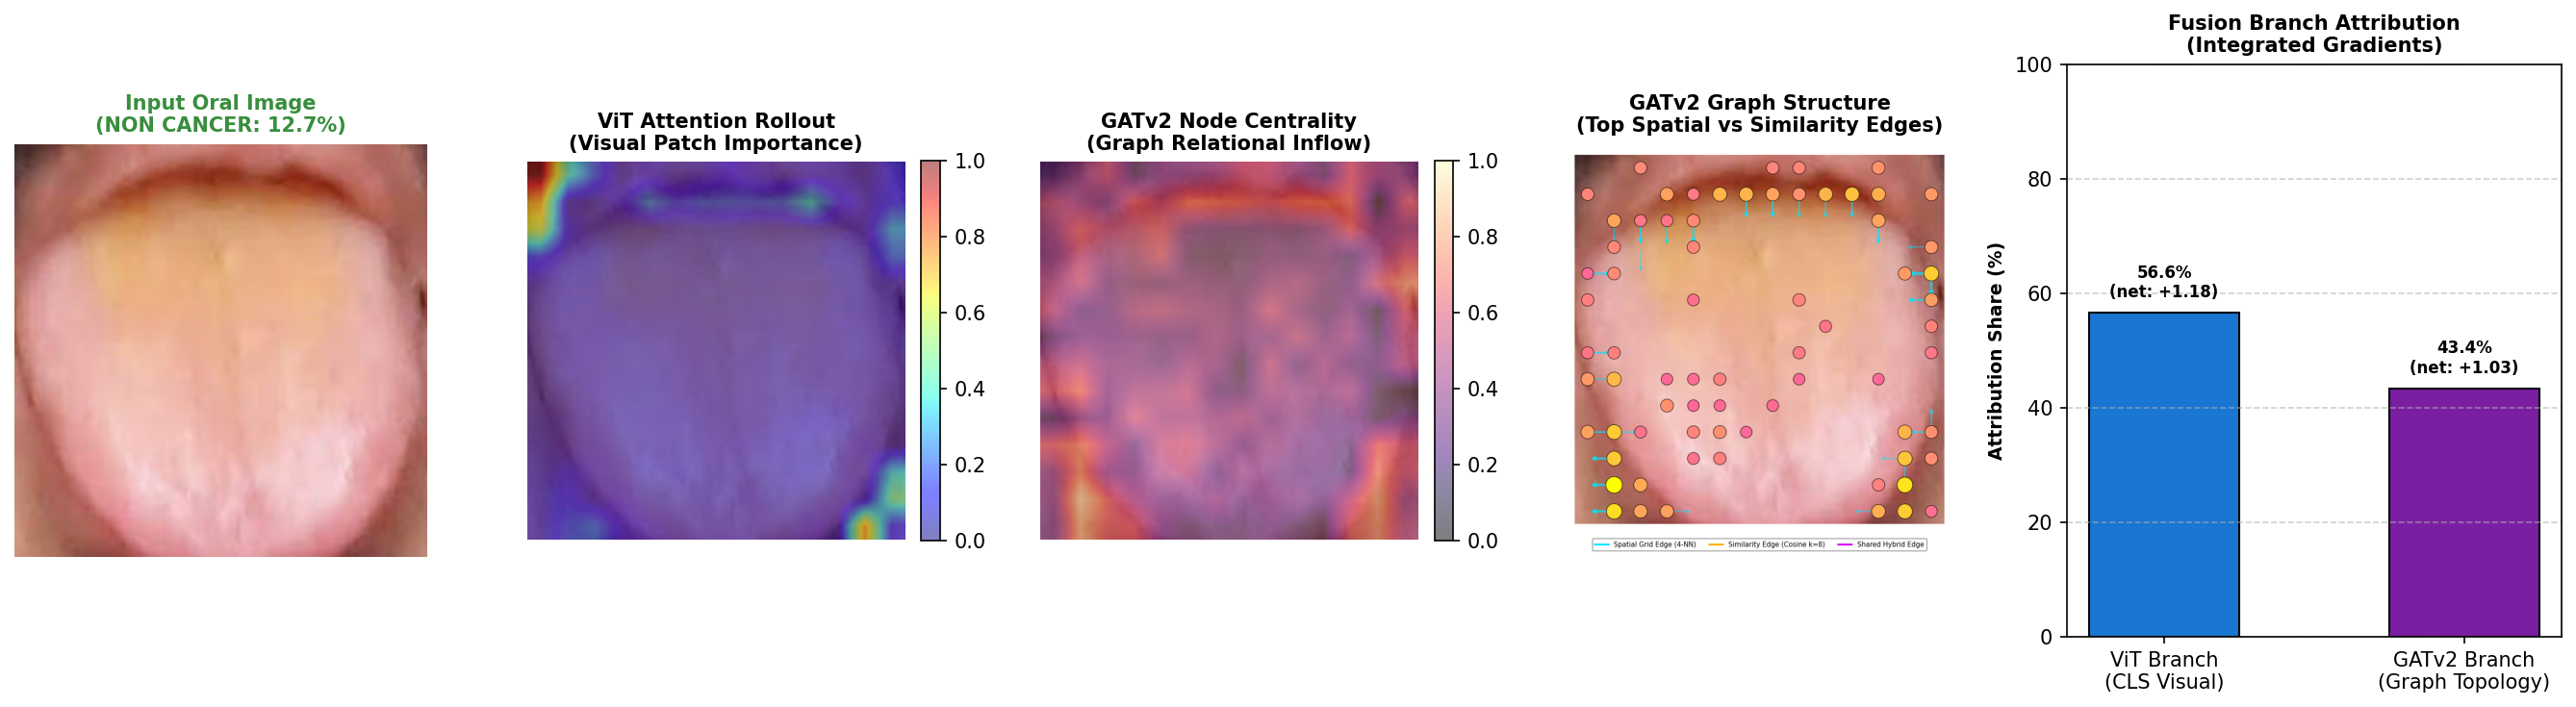 Input Oral Image
(NON CANCER: 12.7%)
ViT Attention Rollout
(Visual Patch Importance)
1.0
0.8
0.6
0.4
0.2
0.0
GATv2 Node Centrality
(Graph Relational Inflow)
1.0
0.8
0.6
0.4
0.2
0.0
GATv2 Graph Structure
(Top Spatial vs Similarity Edges)
Spatial Grid Edge (4-NN) Similarity Edge (Cosine k=8) Shared Hybrid Edge
Fusion Branch Attribution
(Integrated Gradients)
Attribution Share (%)
100
80
60
40
20
0
56.6%
(net: +1.18)
43.4%
(net: +1.03)
ViT Branch
(CLS Visual)
GATv2 Branch
(Graph Topology)